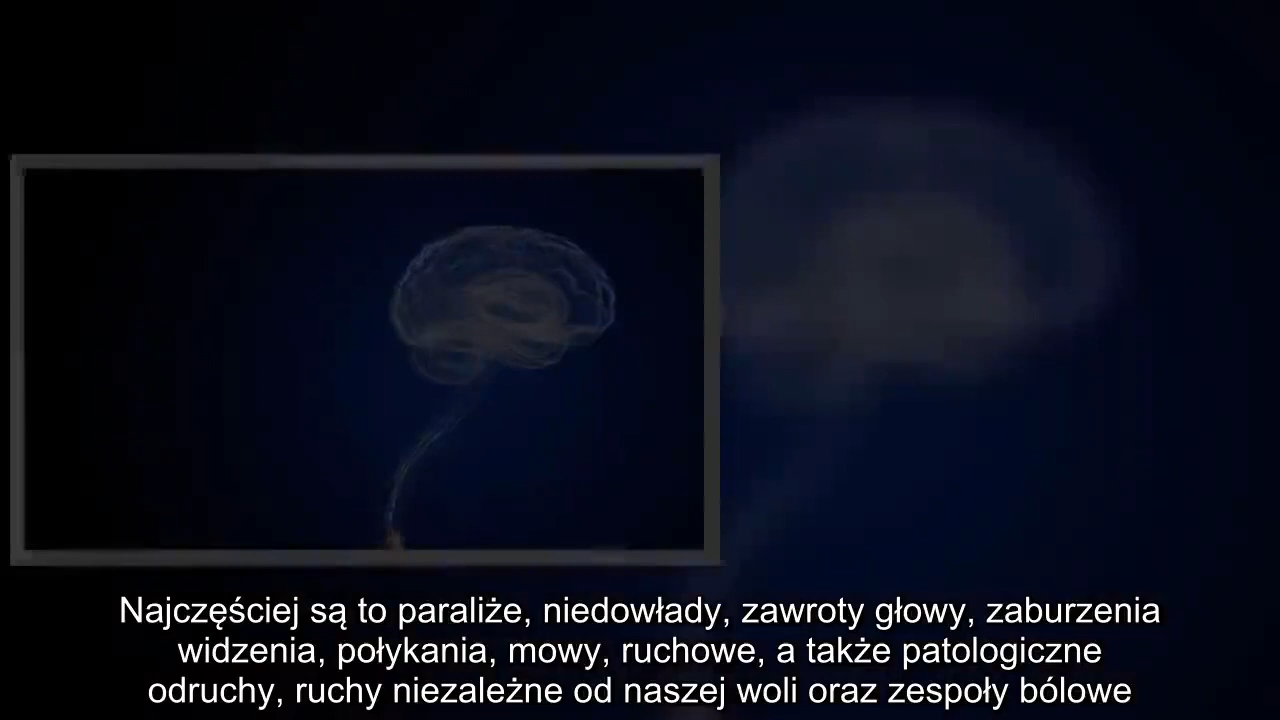 Najczęściej są to paraliże, niedowłady, zawroty głowy, zaburzenia
widzenia, połykania, mowy, ruchowe, a także patologiczne
odruchy, ruchy niezależne od naszej woli oraz zespoły bólowe